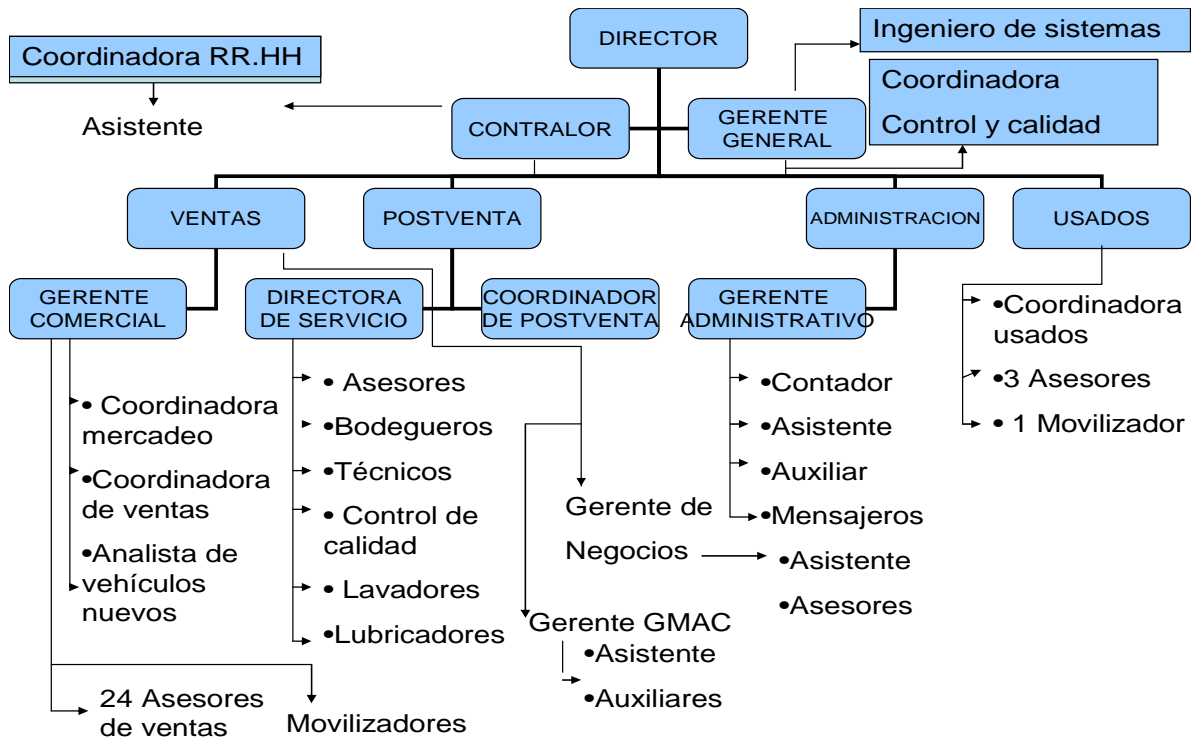 DIRECTOR
Ingeniero de sistemas
Coordinadora RR.HH
Asistente
Coordinadora
Control y calidad
CONTRALOR
GERENTE
GENERAL
VENTAS
POSTVENTA
ADMINISTRACION
USADOS
GERENTE
COMERCIAL
DIRECTORA
DE SERVICIO
COORDINADOR
DE POSTVENTA
GERENTE
ADMINISTRATIVO
•Coordinadora
usados
•3 Asesores
• 1 Movilizador
• Coordinadora
mercadeo
•Coordinadora
de ventas
•Analista de
vehículos
nuevos
• Asesores
•Bodegueros
•Técnicos
• Control de
calidad
• Lavadores
•Lubricadores
•Contador
•Asistente
•Auxiliar
•Mensajeros
Gerente de
Negocios
•Asistente
•Asesores
Gerente GMAC
•Asistente
•Auxiliares
24 Asesores
de ventas
Movilizadores